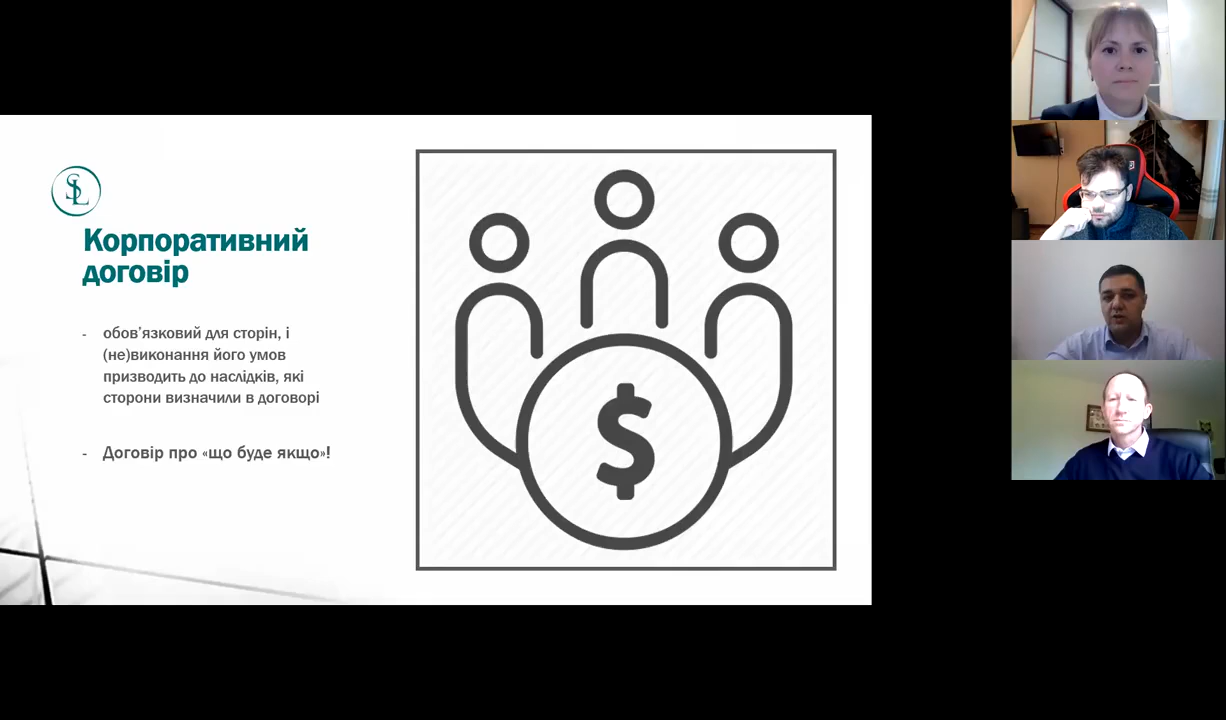 SL
Корпоративний
договір
- обов'язковий для сторін, і
(не)виконання його умов
призводить до наслідків, які
сторони визначили в договорі
- Договір про «що буде якщо»!
$